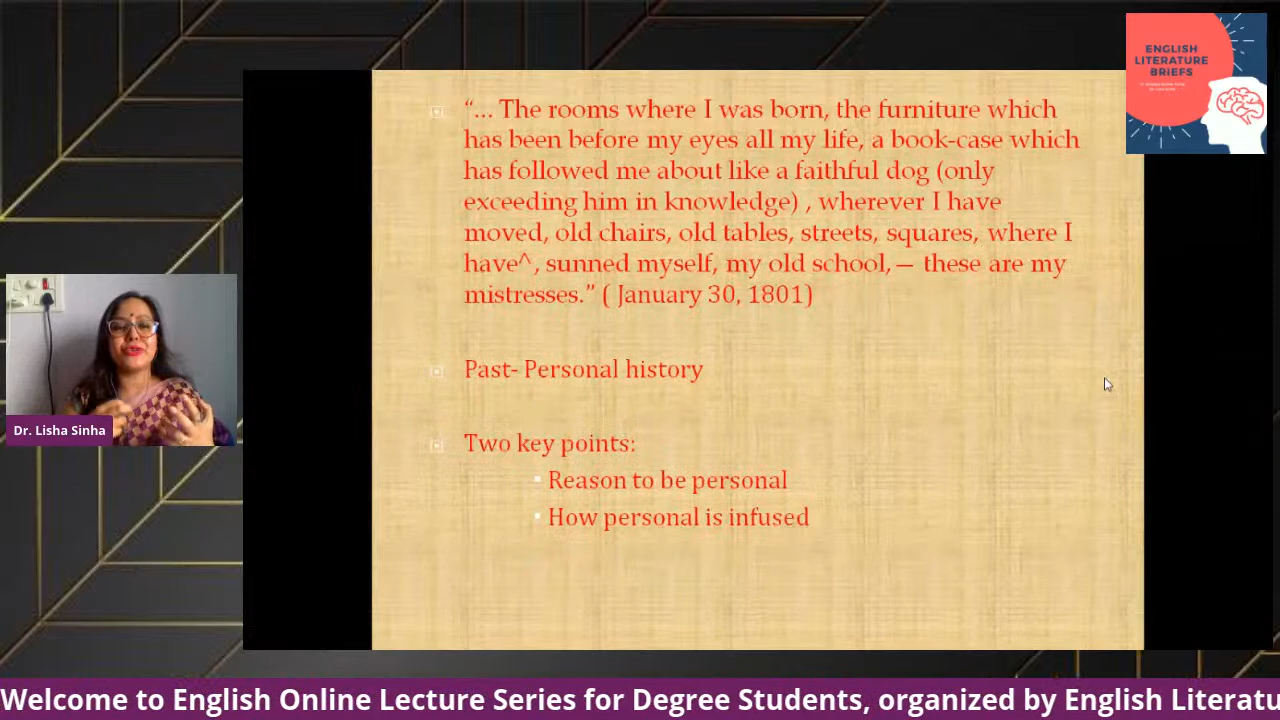 ENGLISH
LITERATURE
BRIEFS
“... The rooms where I was born, the furniture which
has been before my eyes all my life, a book-case which
has followed me about like a faithful dog (only
exceeding him in knowledge) , wherever I have
moved, old chairs, old tables, streets, squares, where I
have^, sunned myself, my old school,— these are my
mistresses.” ( January 30, 1801)
Past- Personal history
Two key points:
Reason to be personal
How personal is infused
Dr. Lisha Sinha
Welcome to English Online Lecture Series for Degree Students, organized by English Literatu